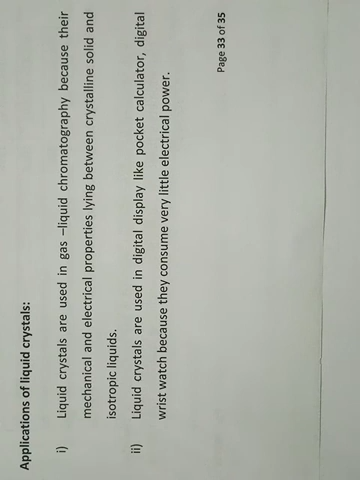 Applications of liquid crystals:
i) Liquid crystals are used in gas –liquid chromatography because their
mechanical and electrical properties lying between crystalline solid and
isotropic liquids.
ii) Liquid crystals are used in digital display like pocket calculator, digital
wrist watch because they consume very little electrical power.
Page 33 of 35